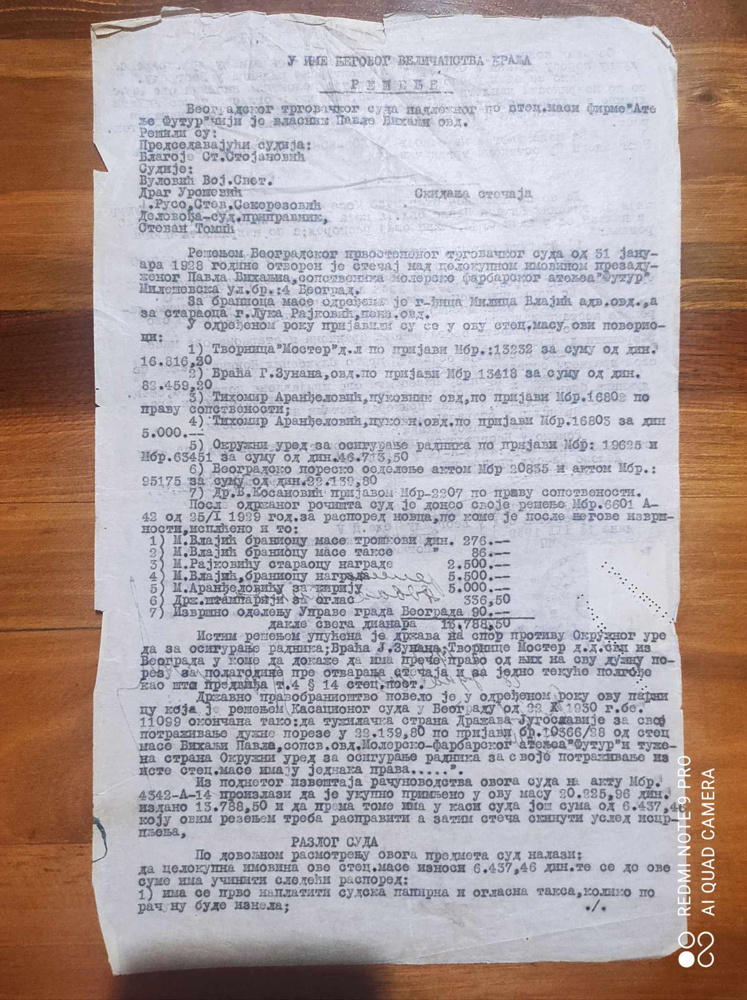 У ИМЕ ЊЕГОВОГ ВЕЛИЧАНСТВА КРАЉА
Р Е Ш Е Њ Е
Београдског трговачког суда надлежног по стец.маси фирме"Ате
ље Футур"чији је власник Павле Бихаљи овд.
Решили су:
Председавајући судија:
Благоје Ст.Стојановић
Судије:
Вуловић Вој.Свет.
Драг Урошевић Скидања стечаја
Ј.Русо,Стев.Секерезовић
Деловођа-суд.приправник,
Стеван Томић
Решењем Београдског првостепеног трговачког суда од 31 јану-
ара 1928 године отворен је стечај над целокупном имовином презаду-
женог Павла Бихаљиа,сопственика молерско фарбарског атељеа"Футур"
Милешевска ул.бр.:4 Београд.
За браниоца масе одређена је г-ђица Милица Влајић адв.овд.,а
за стараоца г.Лука Рајковић,пенз.овд.
У одређеном року пријавили су се у ову стец.масу ови поверио-
ци:
1) Творница"Мостер"д.л по пријави Мбр.:13232 за суму од дин.
16.816,20
2) Браћа Г.Зунана,овд.по пријави Мбр 13418 за суму од дин.
82.459,20
3) Тихомир Аранђеловић,пуковник овд,по пријави Мбр.16802 по
праву сопствености;
4) Тихомир Аранђеловић,пуко н.овд.по пријави Мбр.16803 за дин
5.000.--
5) Окружни уред за осигурање радника по пријави Мбр: 19625 и
Мбр.63451 за суму од дин.46.713,50
6) Београдско пореско оеделење актом Мбр 20835 и актом Мбр.:
95175 за суму од дин.22.139,80
7) Др.В.Косановић пријавом Мбр-2207 по праву сопствености.
После одржаног рочишта суд је донео своје решење Мбр.6601 А-
42 од 25/I 1929 год.за распоред новца,по коме је после његове изврш-
ности,исплћено и то:
1) М.Влајић браниоцу масе трошкови дин. 276.--
2) М.Влајић браниоцу масе таксе " 86.--
3) М.Рајковићу стараоцу награде 2.500.--
4) М.Влајић,браниоцу награда 5.500.--
5) М.Аранђеловићу за кирију 5.000.--
6) Држ.штампарији за оглас 336,50
7) Извршно оделењу Управе града Београда 90.--
дакле свега дианара 13.788,50
Истим решењем упућена је држава на спор противу Окружног уре
да за осигурање радника;Браћа Ј.Зунана;Творнице Мостер д.д.свц из
Београда у коме да докаже да има прече право од њих на сву дужну по-
резу за полагодине пре отварања стечаја и за једно текуће полгође
као што предвиђа т.4 § 14 стец.пост.
Државно правобраниоштво повело је у одређеном року ову парни
цу која је решењем Касационог суда у Београду од 22 X 1930 г.бе.
11099 окончана тако:да тужилачка страна Дражава Југославије за своје
потраживање дужне порезе у 22.139,80 по пријави бр.10366/28 од стец
масе Бихаљи Павла,сопсв.овд.Молерско-фарбарског атељеа"Футур"и туже-
на страна Окружни уред за осигурање радника за своје потраживање из
исте стец.масе имају једнака права.....".
Из поднетог извештаја рачуноводства овога суда на акту Мбр.
4342-А-14 произлази да је укупно примљено у ову масу 20.225,96 дин.
издано 13.788,50 и да према томе има у каси суда још сума од 6.437,46
коју овим резењем треба расправити а затим стеча скинути услед исцр-
пљења,
РАЗЛОГ СУДА
По довољном расмотрењу овога предмета суд налази:
да целокупна имовина ове стец.масе износи 6.437,46 дин.те се до ове
суме има учинити следећи распоред:
1) има се прво наплатити судска папирна и огласна такса,колико по
рачуну буде изнела; ./.
REDMI NOTE 9 PRO
AI QUAD CAMERA